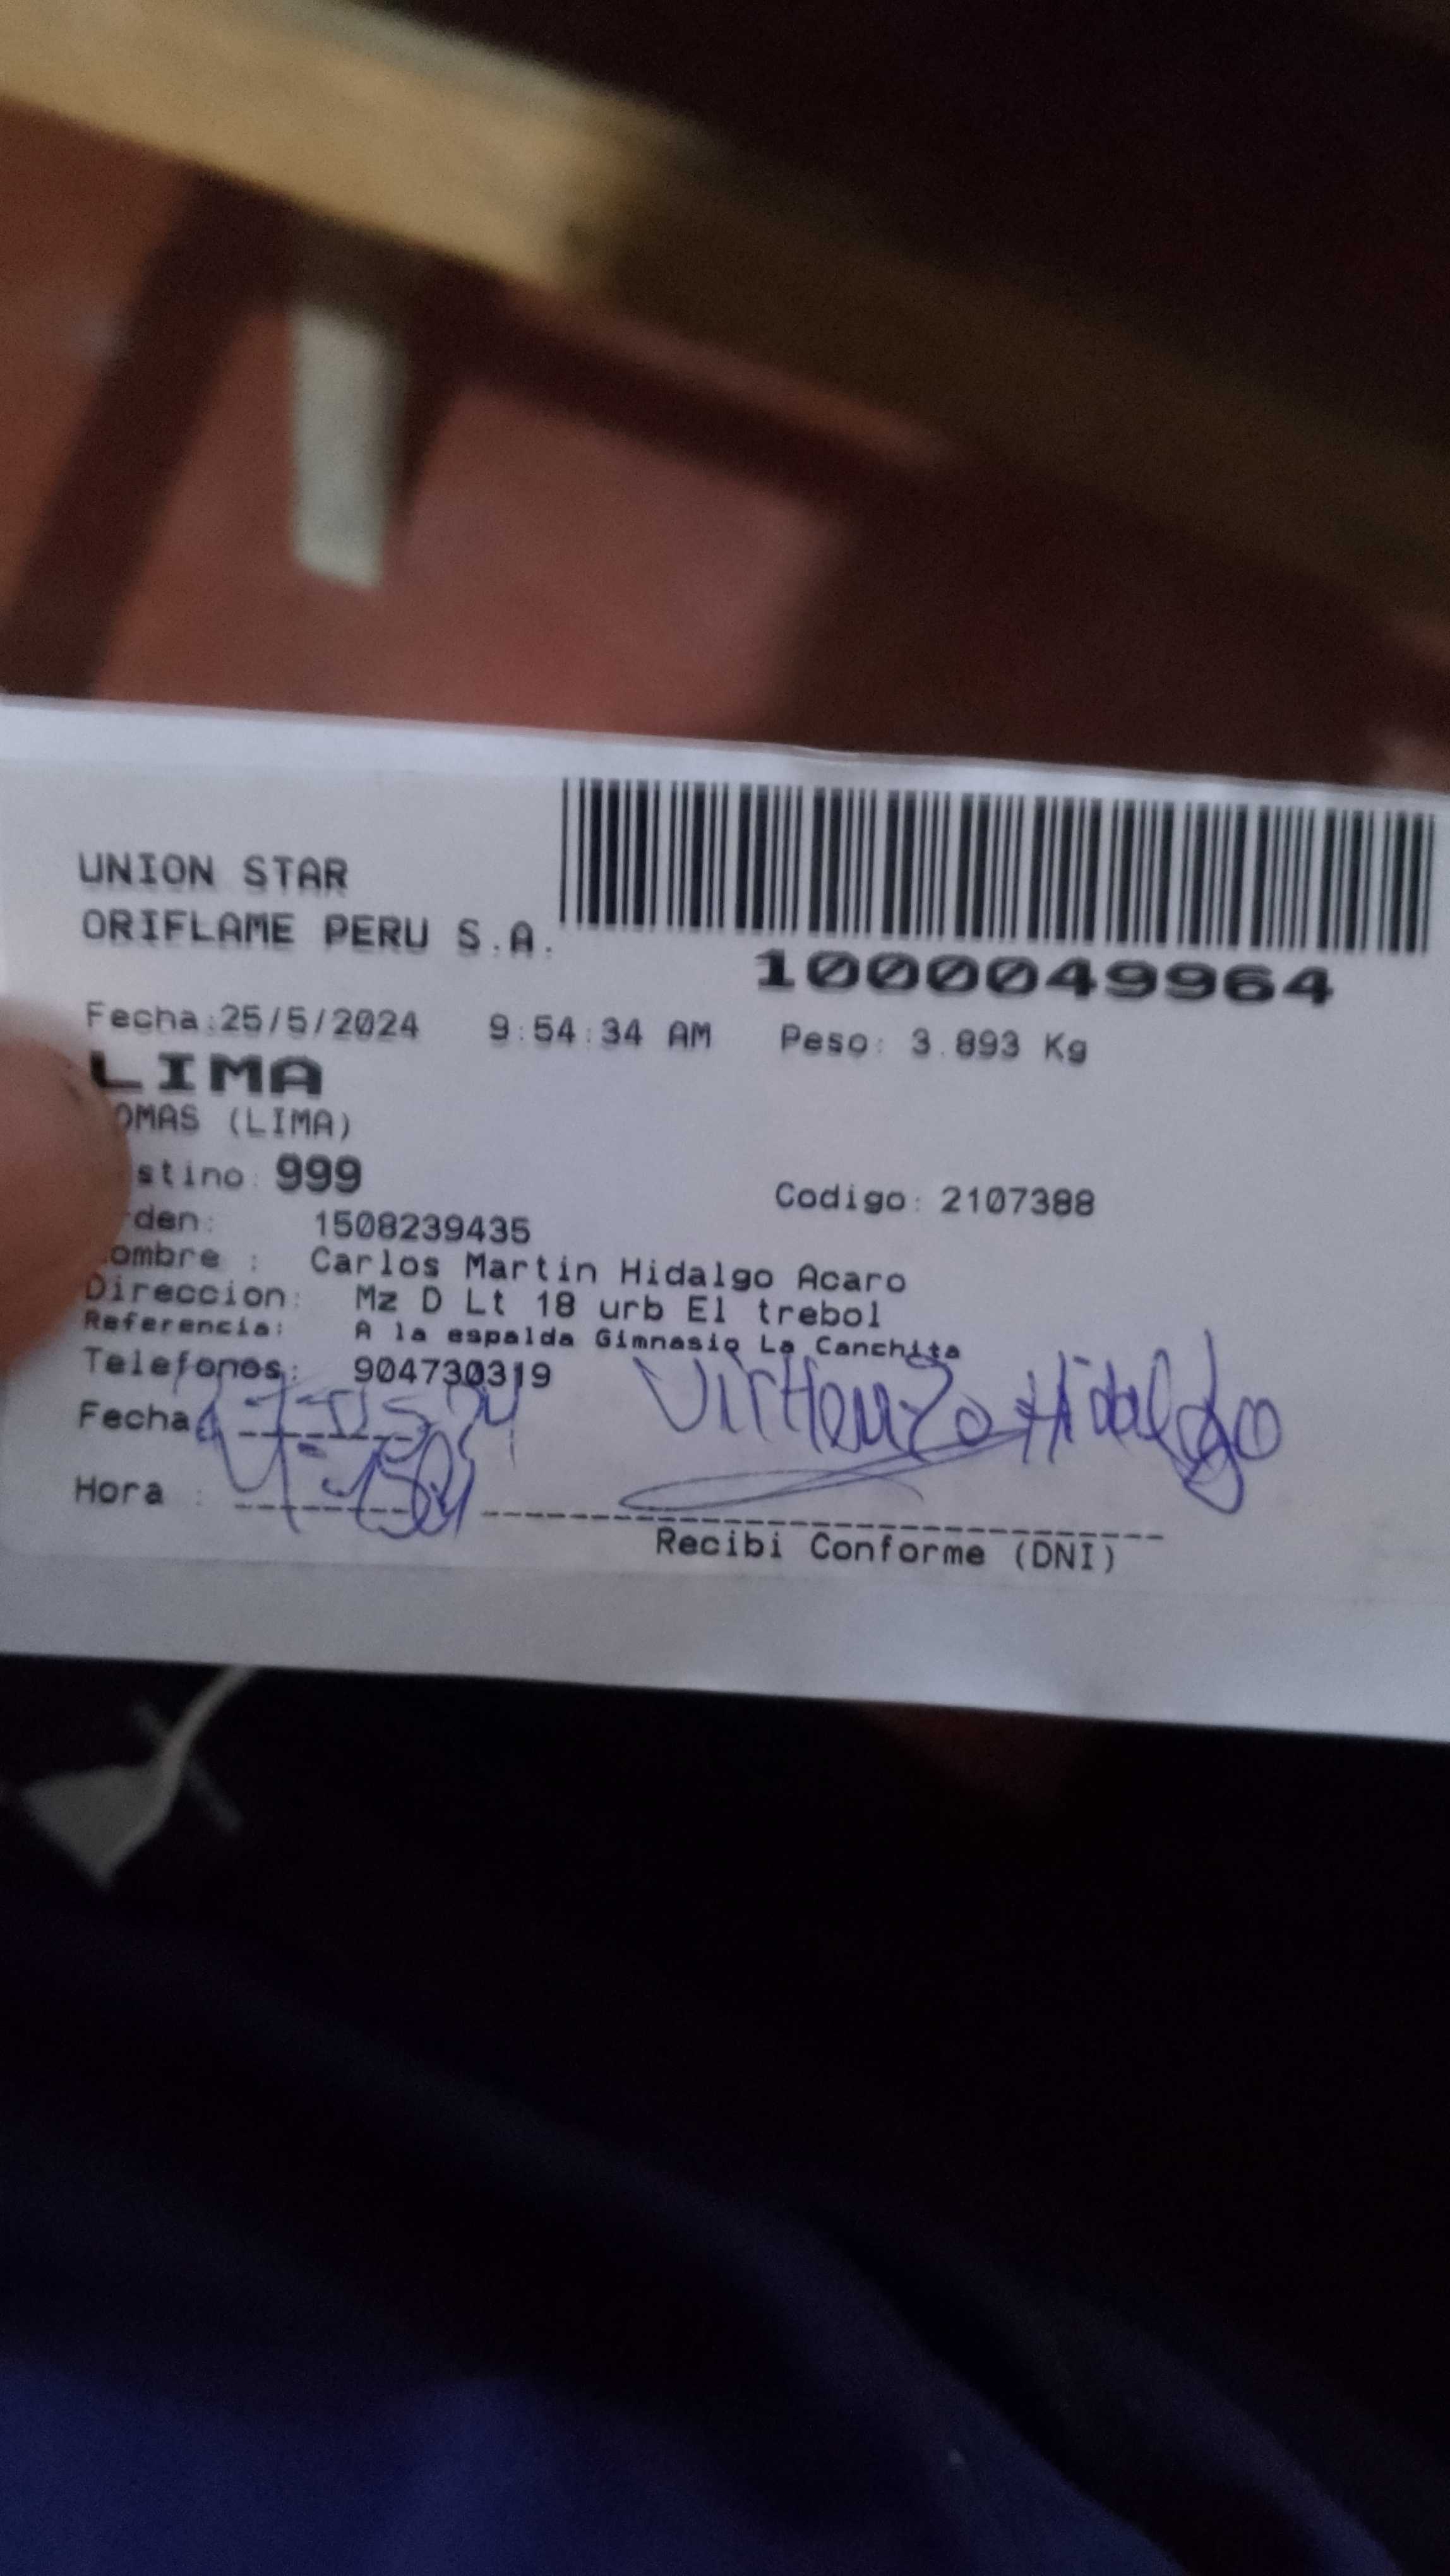 UNION STAR
ORIFLAME PERU S.A.
1000049964
Fecha:25/5/2024 9:54:34 AM Peso: 3.893 Kg
LIMA
OMAS (LIMA)
stino: 999
Codigo: 2107388
rden: 1508239435
ombre : Carlos Martin Hidalgo Acaro
Direccion: Mz D Lt 18 urb El trebol
Referencia: A la espalda Gimnasio La Canchita
Telefonos: 904730319
Hidalgo
Fecha
Hora :
Recibi Conforme (DNI)